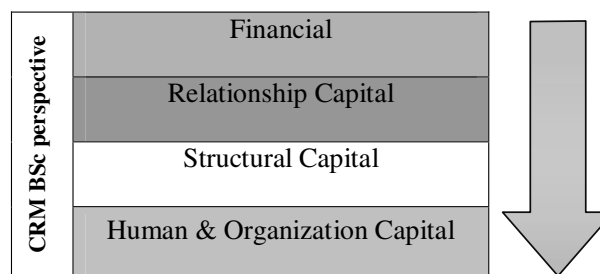 CRM BSc perspective
Financial
Relationship Capital
Structural Capital
Human & Organization Capital